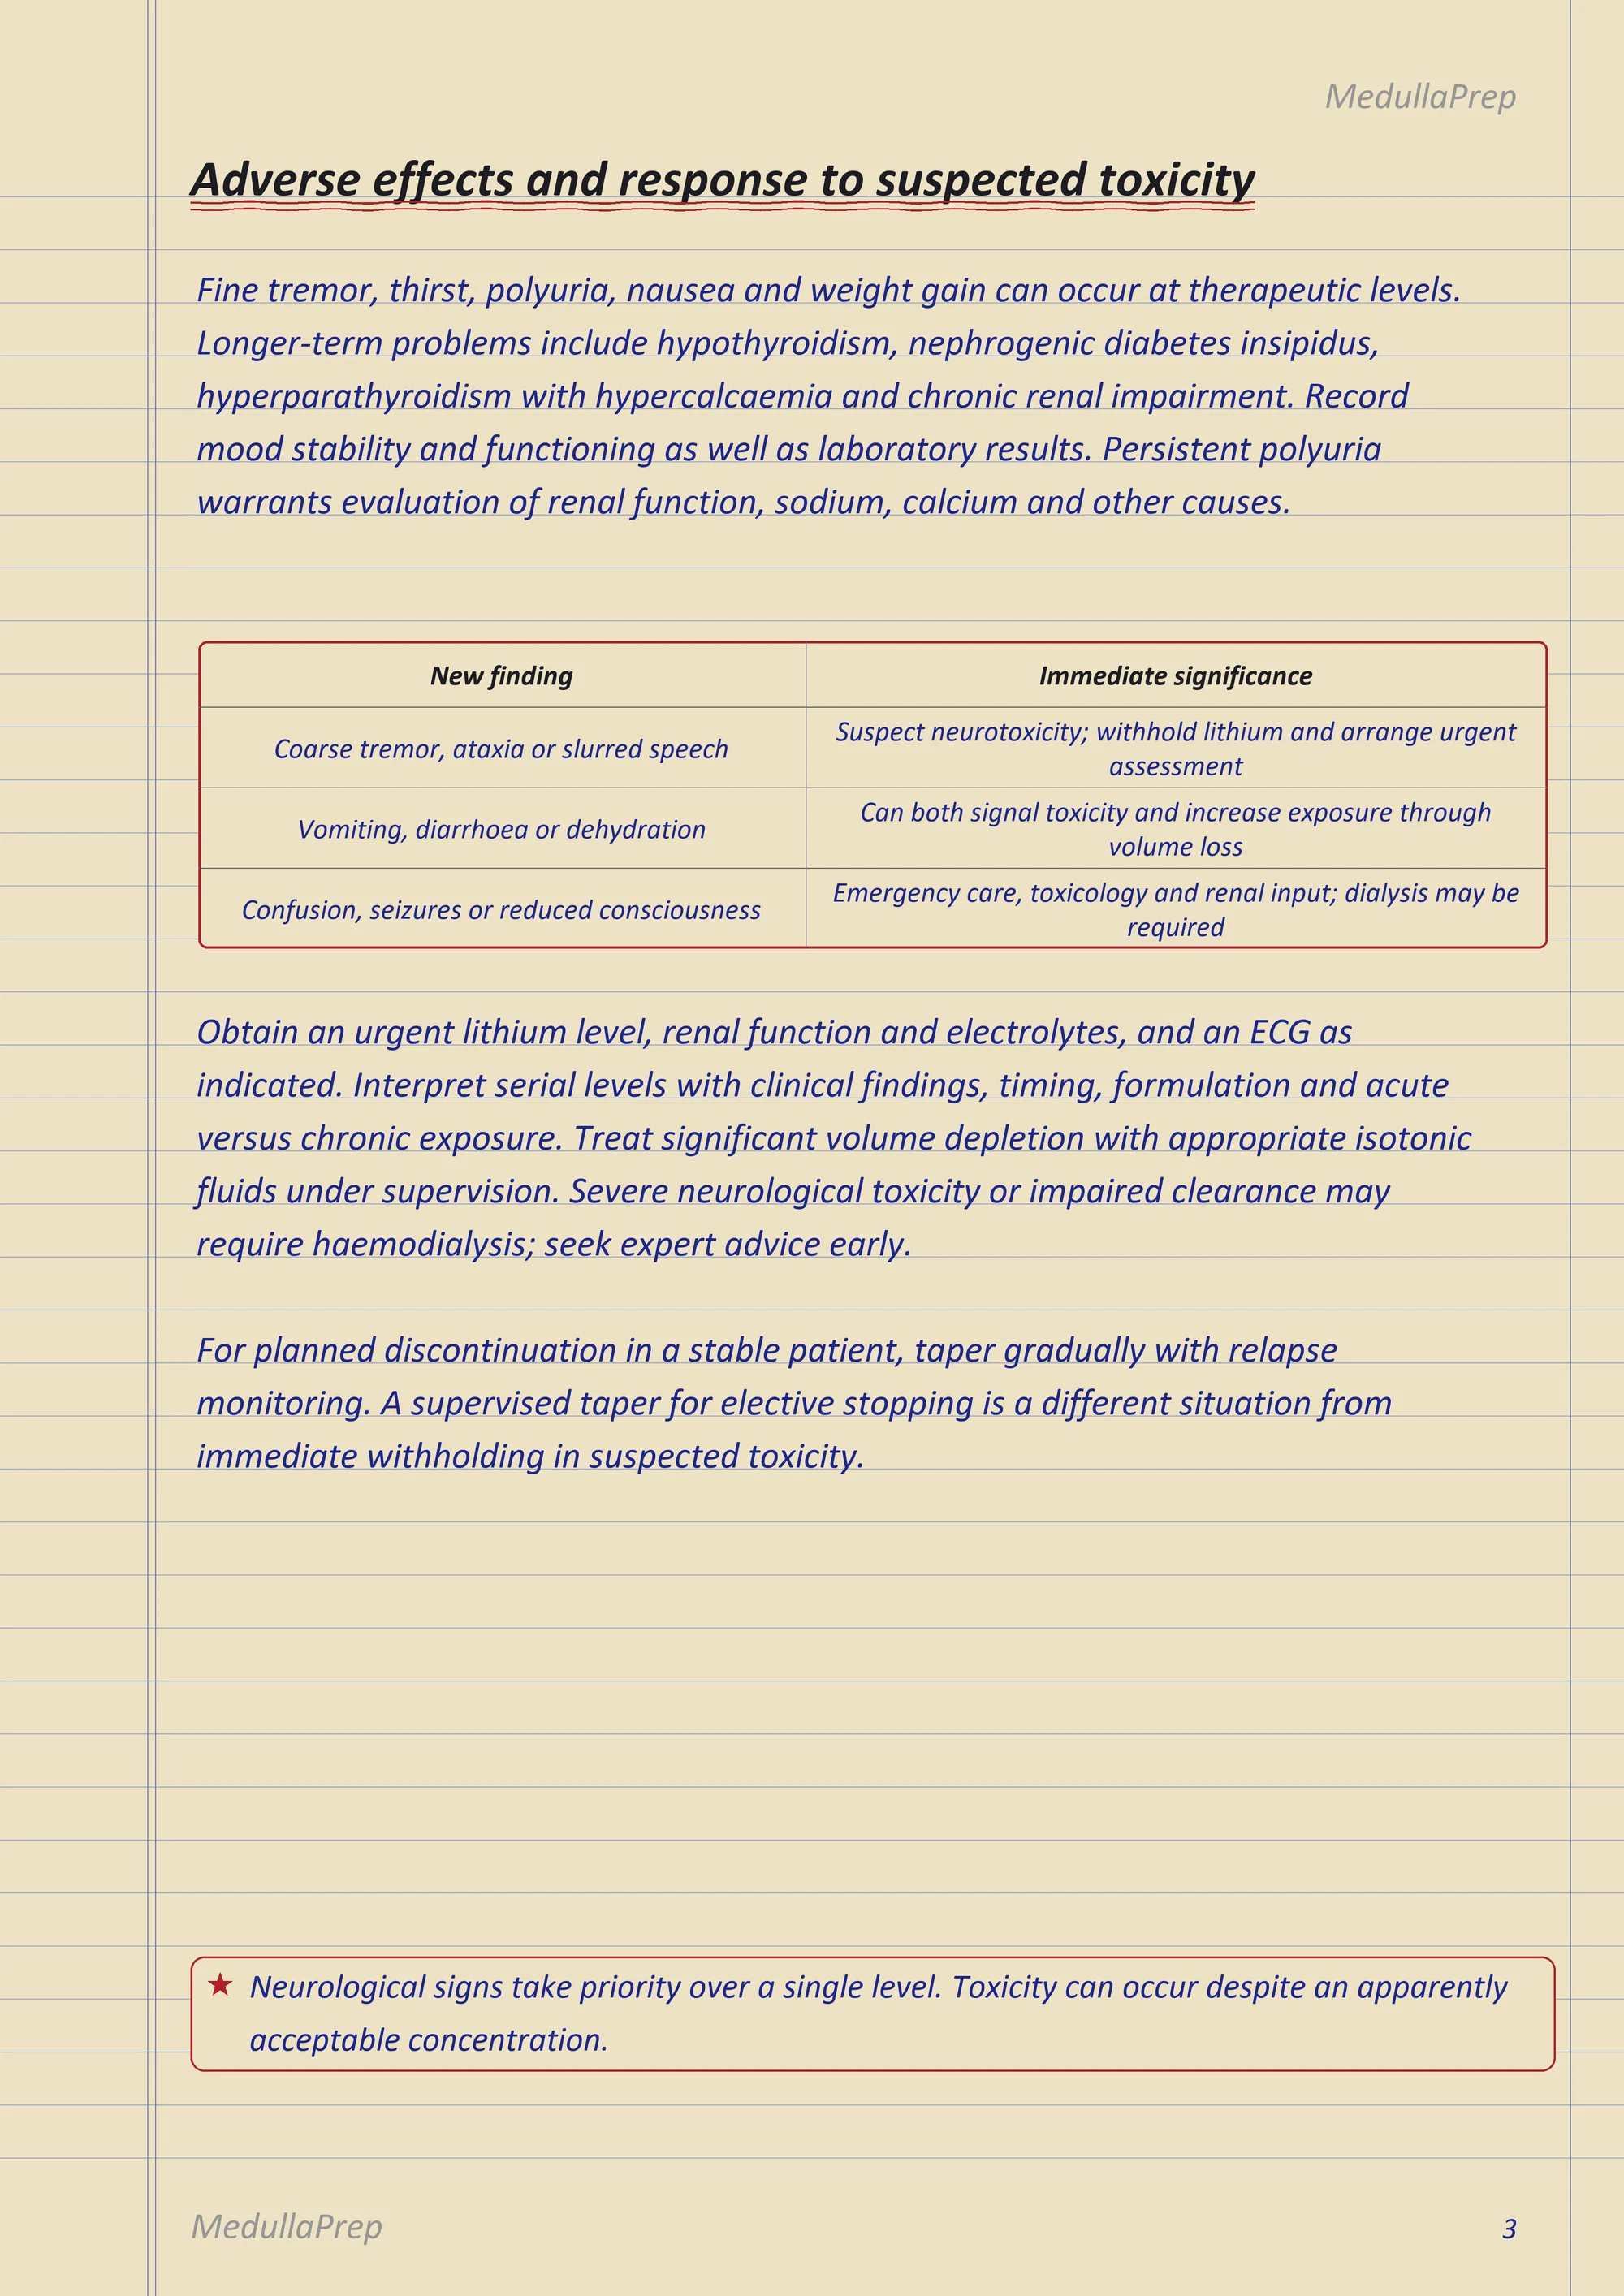 MedullaPrep
Adverse effects and response to suspected toxicity
Fine tremor, thirst, polyuria, nausea and weight gain can occur at therapeutic levels.
Longer-term problems include hypothyroidism, nephrogenic diabetes insipidus,
hyperparathyroidism with hypercalcaemia and chronic renal impairment. Record
mood stability and functioning as well as laboratory results. Persistent polyuria
warrants evaluation of renal function, sodium, calcium and other causes.
New finding
Immediate significance
Coarse tremor, ataxia or slurred speech
Suspect neurotoxicity; withhold lithium and arrange urgent
assessment
Vomiting, diarrhoea or dehydration
Can both signal toxicity and increase exposure through
volume loss
Confusion, seizures or reduced consciousness
Emergency care, toxicology and renal input; dialysis may be
required
Obtain an urgent lithium level, renal function and electrolytes, and an ECG as
indicated. Interpret serial levels with clinical findings, timing, formulation and acute
versus chronic exposure. Treat significant volume depletion with appropriate isotonic
fluids under supervision. Severe neurological toxicity or impaired clearance may
require haemodialysis; seek expert advice early.
For planned discontinuation in a stable patient, taper gradually with relapse
monitoring. A supervised taper for elective stopping is a different situation from
immediate withholding in suspected toxicity.
★ Neurological signs take priority over a single level. Toxicity can occur despite an apparently
acceptable concentration.
MedullaPrep
3